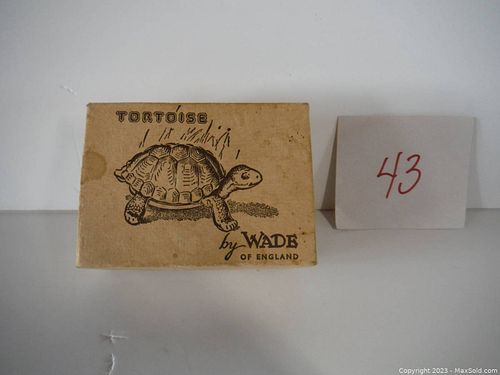 TORTOISE
by WADE
OF ENGLAND
43
Copyright 2023 - MaxSold.com